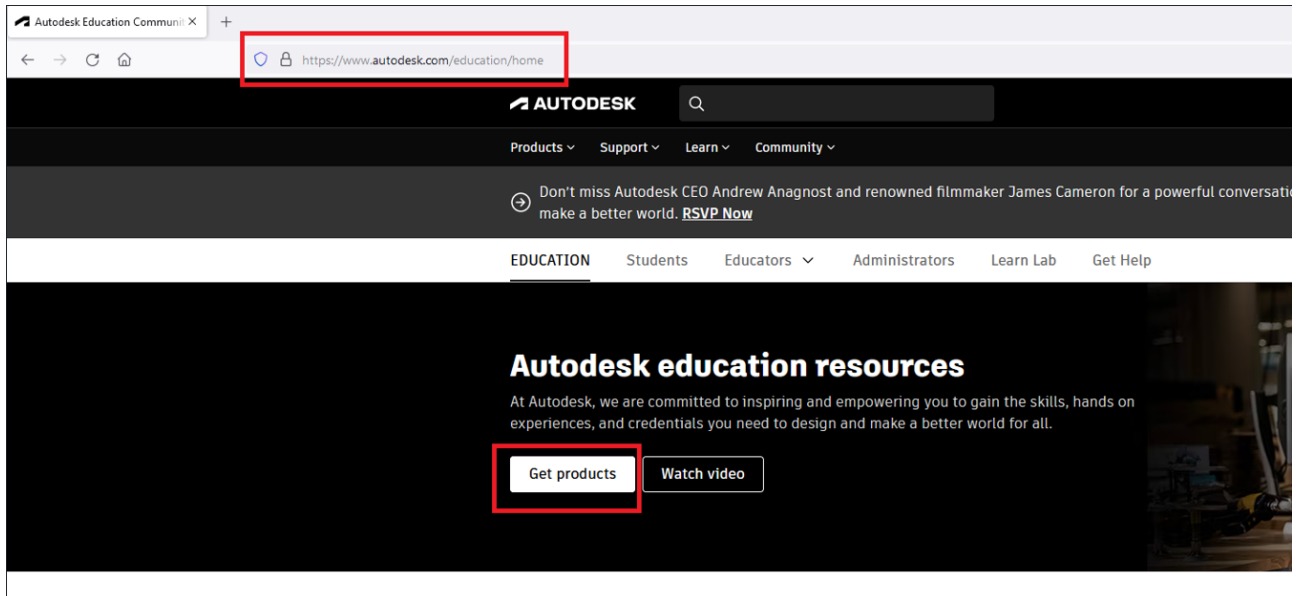 Autodesk Education Communi
https://www.autodesk.com/education/home
AUTODESK
Products Support Learn Community
Don't miss Autodesk CEO Andrew Anagnost and renowned filmmaker James Cameron for a powerful conversati
make a better world. RSVP Now
EDUCATION Students Educators Administrators Learn Lab Get Help
Autodesk education resources
At Autodesk, we are committed to inspiring and empowering you to gain the skills, hands on
experiences, and credentials you need to design and make a better world for all.
Get products Watch video